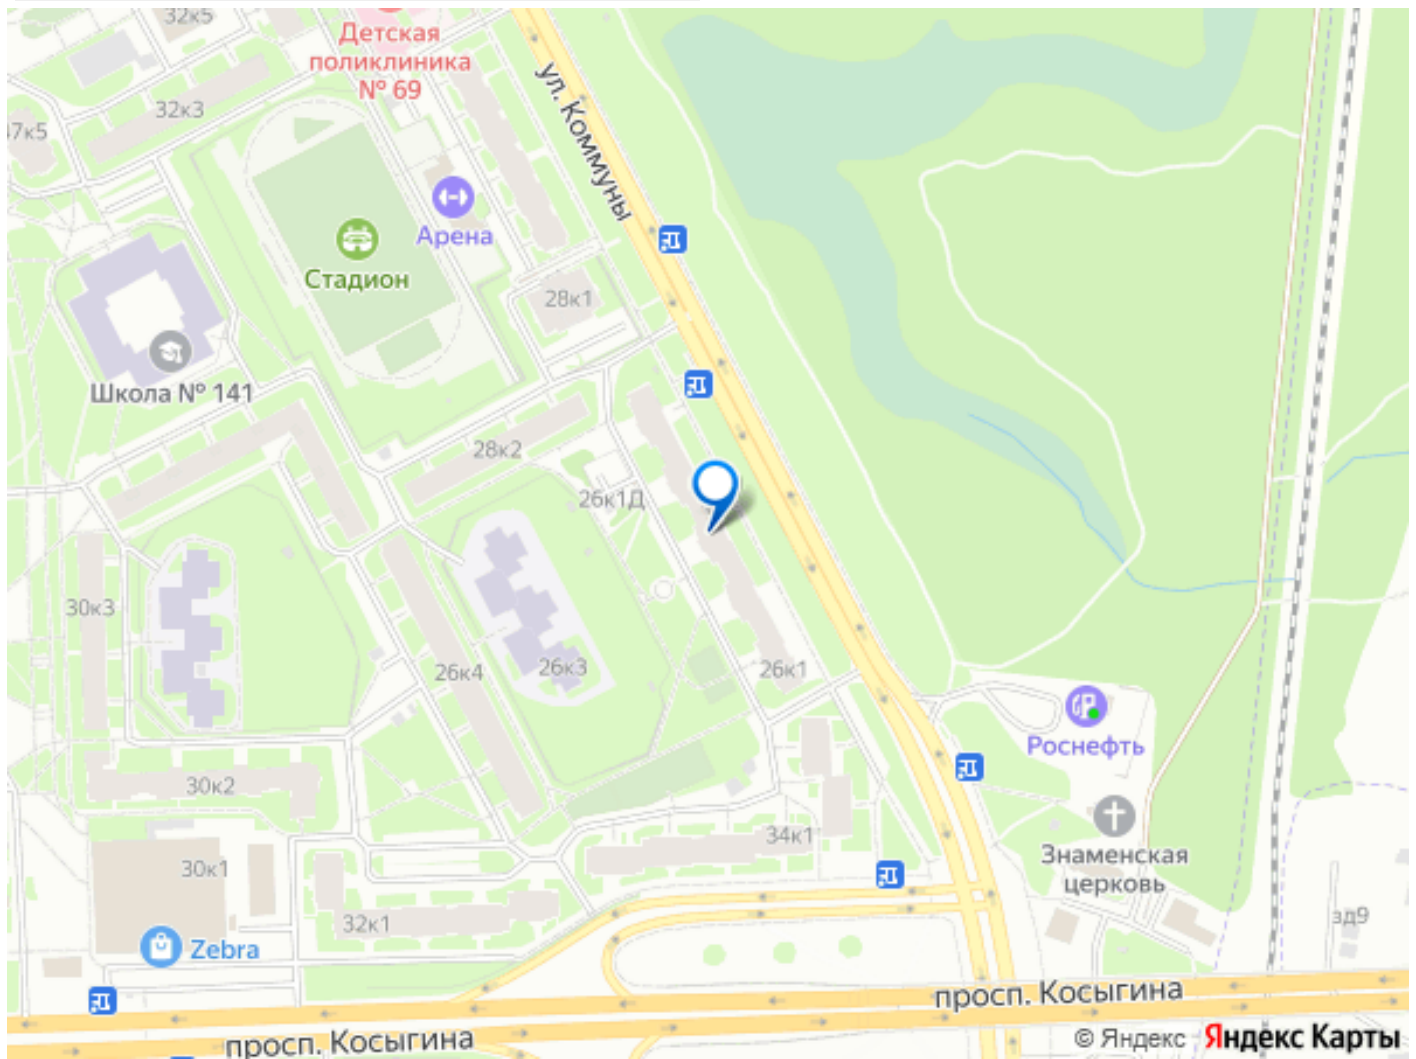 32к5
Детская
поликлиника
№ 69
ул. Коммуны
32к3
47к5
Арена
Стадион
28к1
Школа № 141
28к2
26к1Д
30к3
26к4
26к3
26к1
Роснефть
30к2
34к1
Знаменская
церковь
30к1
32к1
зд9
Zebra
просп. Косыгина
просп. Косыгина
© Яндекс Яндекс Карты